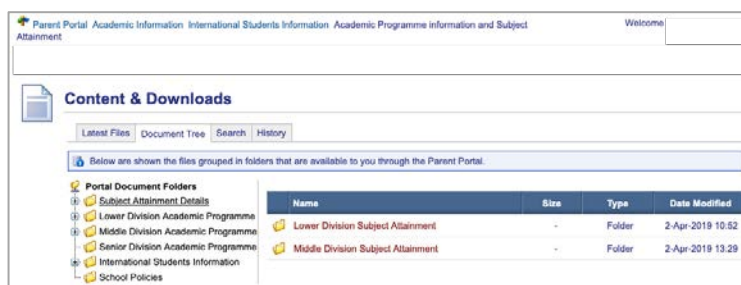 Parent Portal Academic Information International Students Information Academic Programme information and Subject
Attainment
Welcome
Content & Downloads
Latest Files Document Tree Search History
Below are shown the files grouped in folders that are available to you through the Parent Portal.
Portal Document Folders
Subject Attainment Details
Lower Division Academic Programme
Middle Division Academic Programme
Senior Division Academic Programme
International Students Information
School Policies
Name Size Type Date Modified
Lower Division Subject Attainment - Folder 2-Apr-2019 10:52
Middle Division Subject Attainment - Folder 2-Apr-2019 13:29